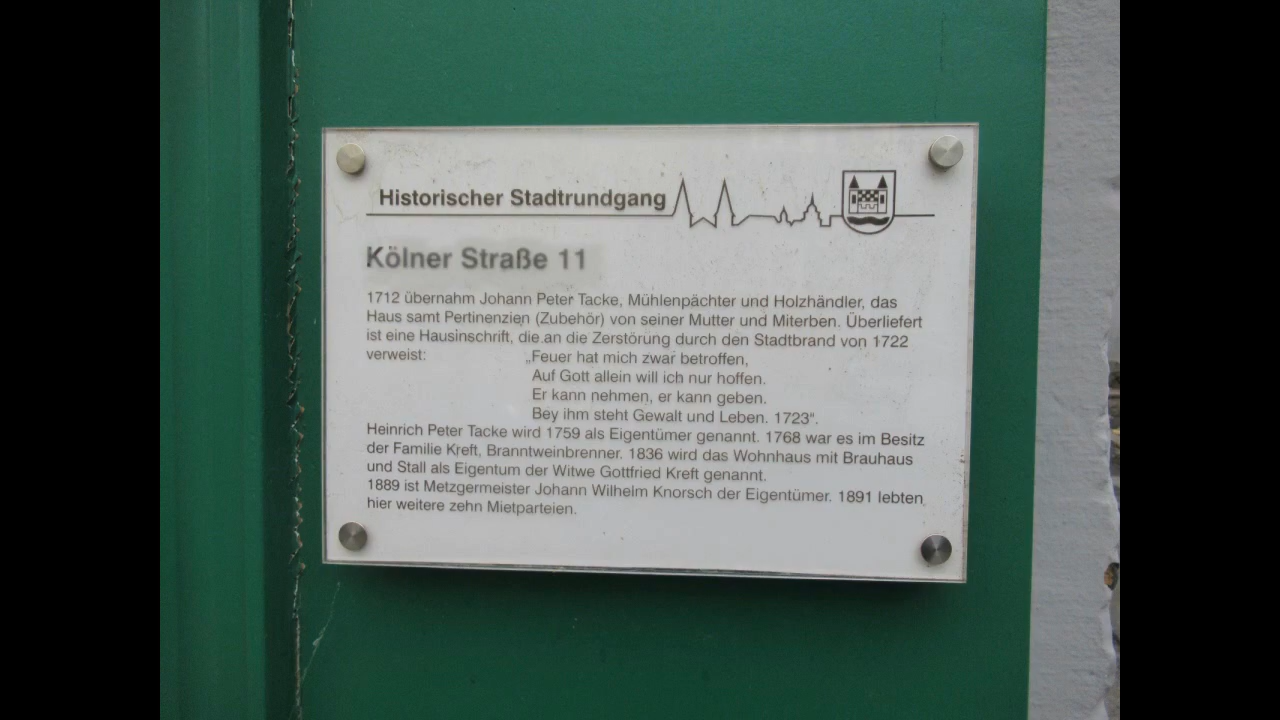 Historischer Stadtrundgang
Kölner Straße 11
1712 übernahm Johann Peter Tacke, Mühlenpächter und Holzhändler, das
Haus samt Pertinenzien (Zubehör) von seiner Mutter und Miterben. Überliefert
ist eine Hausinschrift, die an die Zerstörung durch den Stadtbrand von 1722
verweist: „Feuer hat mich zwar betroffen,
Auf Gott allein will ich nur hoffen.
Er kann nehmen, er kann geben.
Bey ihm steht Gewalt und Leben. 1723“.
Heinrich Peter Tacke wird 1759 als Eigentümer genannt. 1768 war es im Besitz
der Familie Kreft, Branntweinbrenner. 1836 wird das Wohnhaus mit Brauhaus
und Stall als Eigentum der Witwe Gottfried Kreft genannt.
1889 ist Metzgermeister Johann Wilhelm Knorsch der Eigentümer. 1891 lebten
hier weitere zehn Mietparteien.